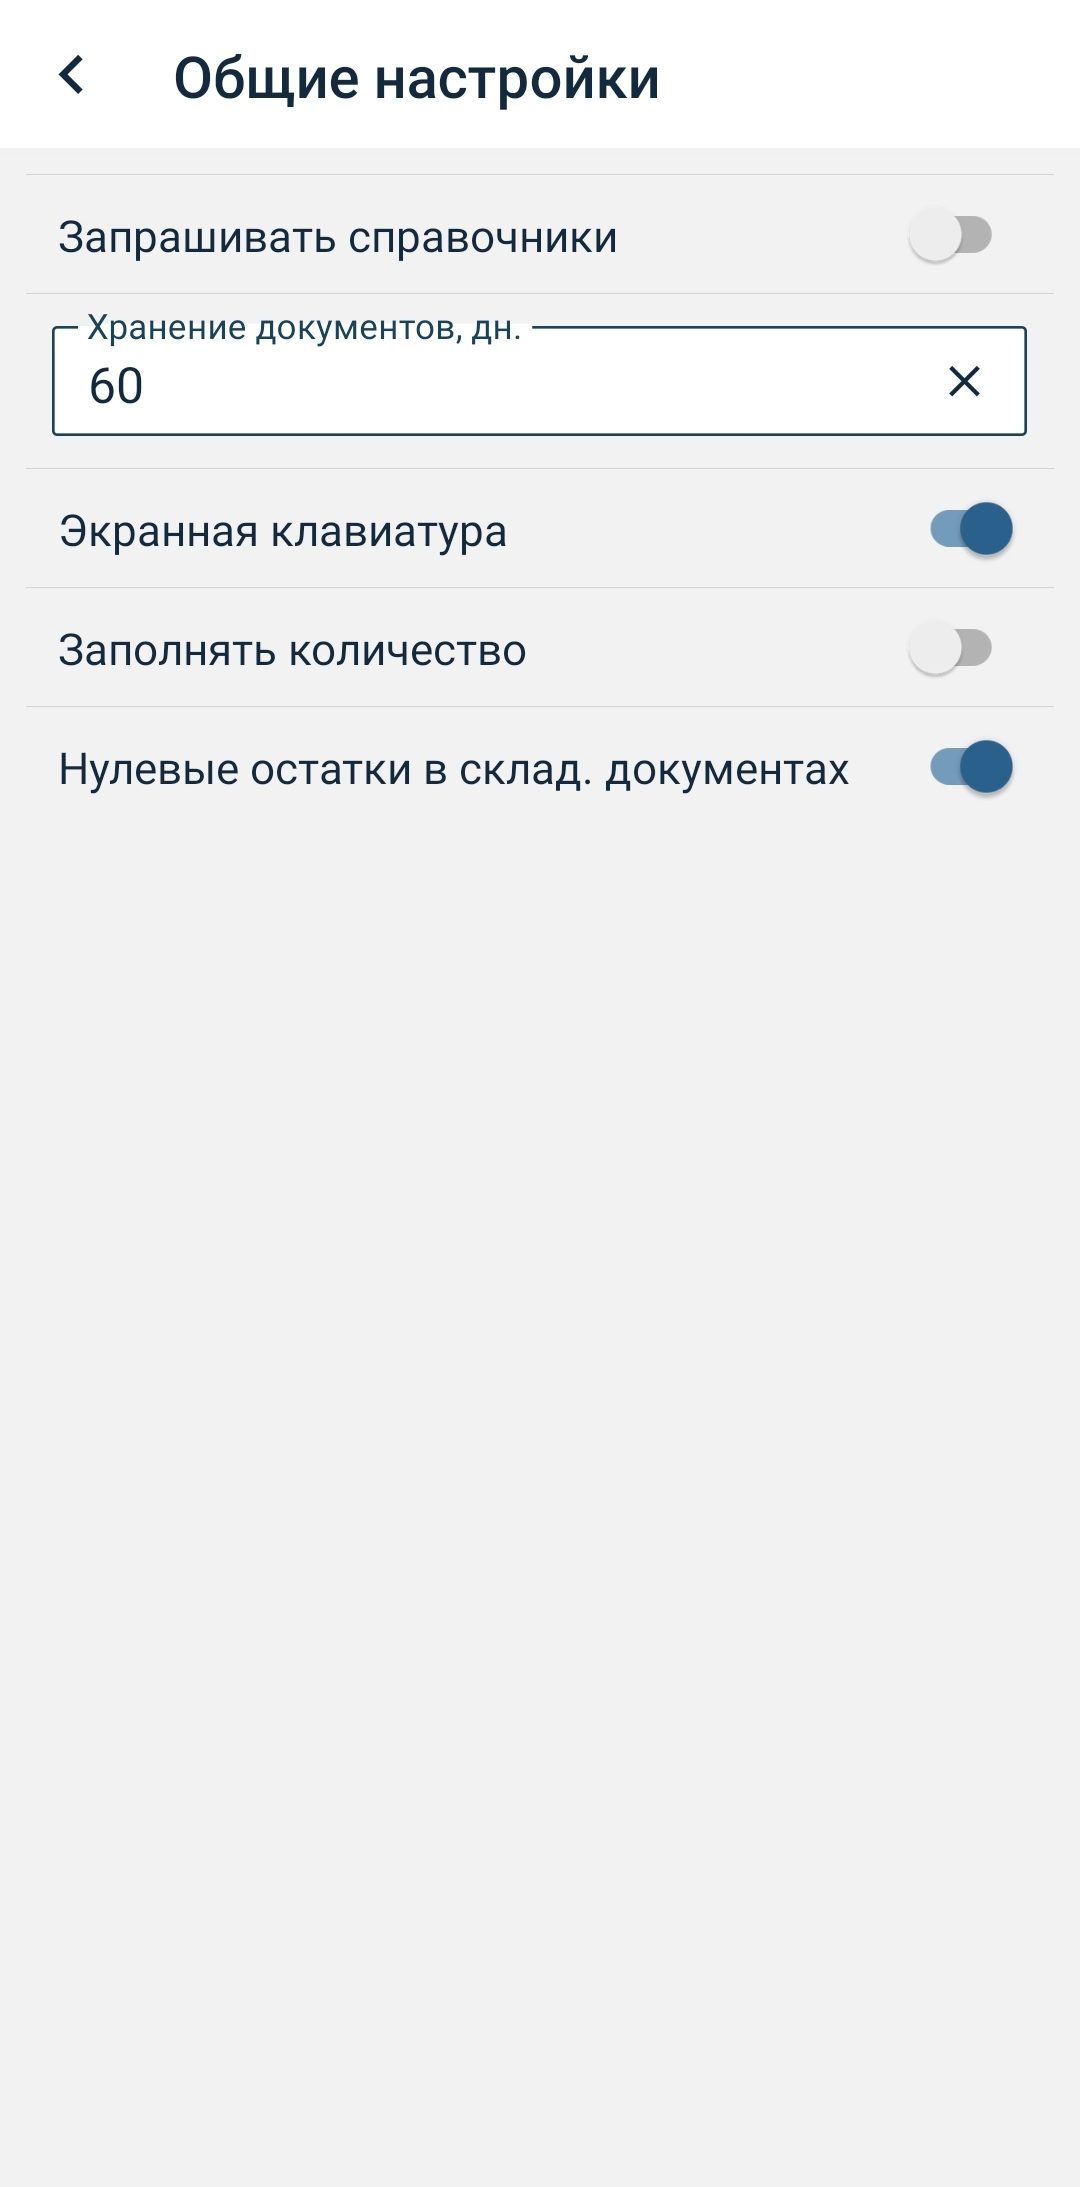 Общие настройки
Запрашивать справочники
Хранение документов, дн.
60
Экранная клавиатура
Заполнять количество
Нулевые остатки в склад. документах